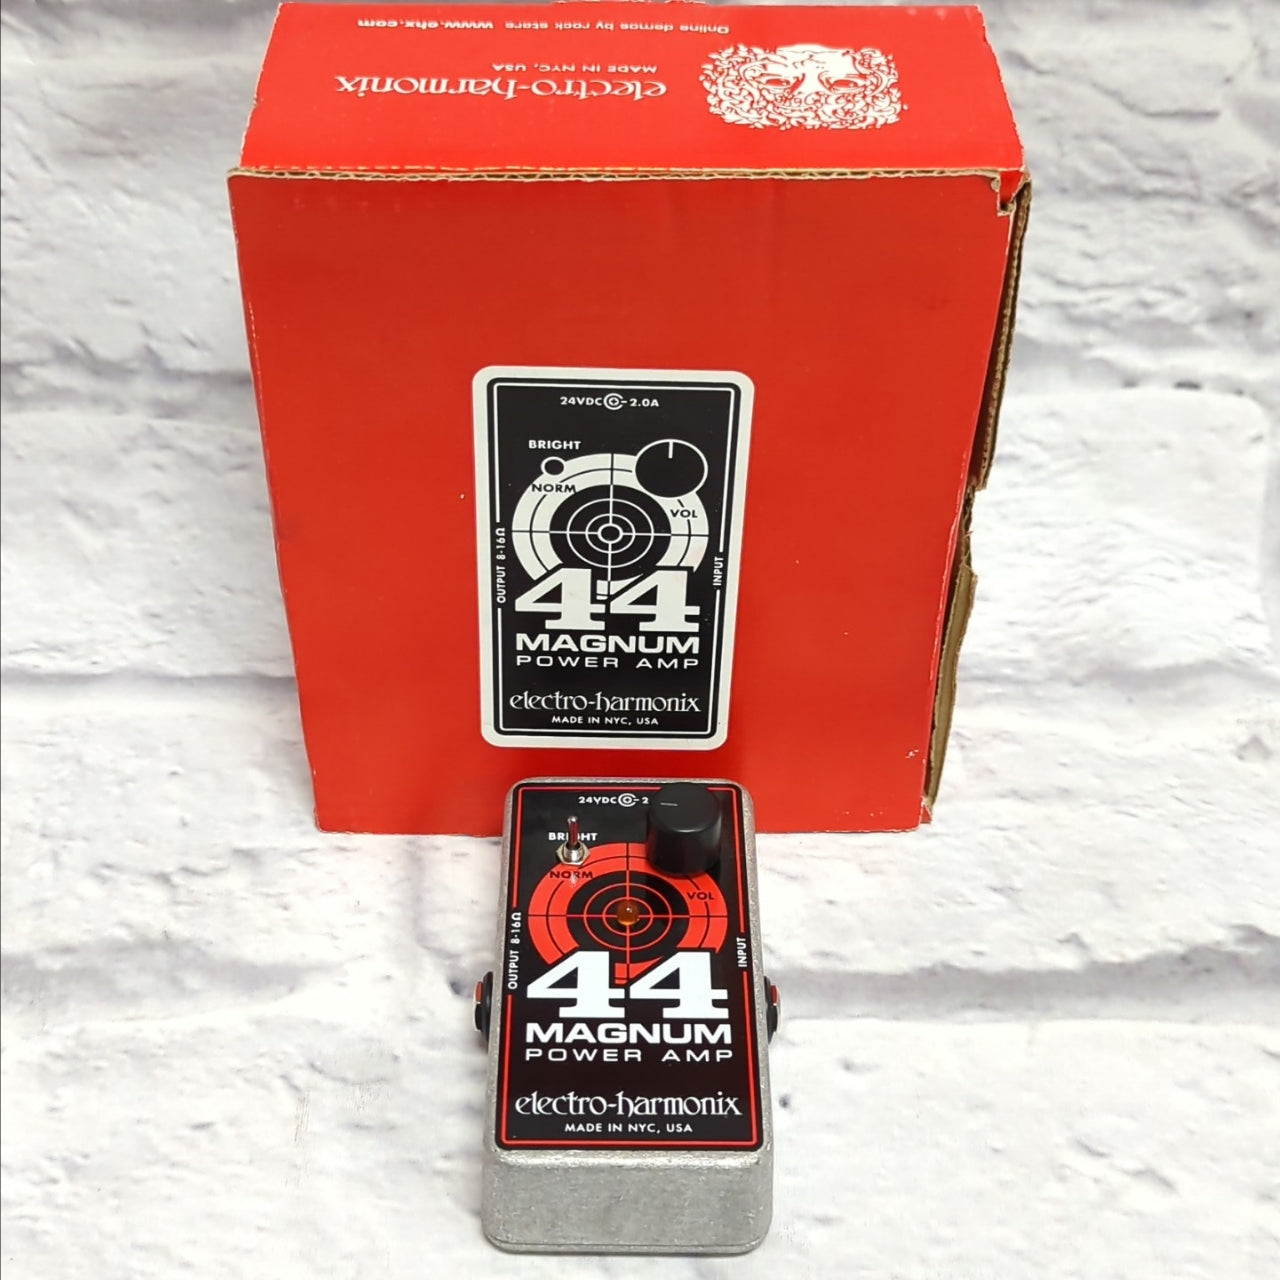 Online demos by rock stars www.ehx.com
MADE IN NYC, USA
electro-harmonix
24VDC 2.0A
BRIGHT
NORM
VOL
OUTPUT 8-16Ω
INPUT
44
MAGNUM
POWER AMP
electro-harmonix
MADE IN NYC, USA
24VDC 2
BRIGHT
NORM
VOL
OUTPUT 8-16Ω
INPUT
44
MAGNUM
POWER AMP
electro-harmonix
MADE IN NYC, USA